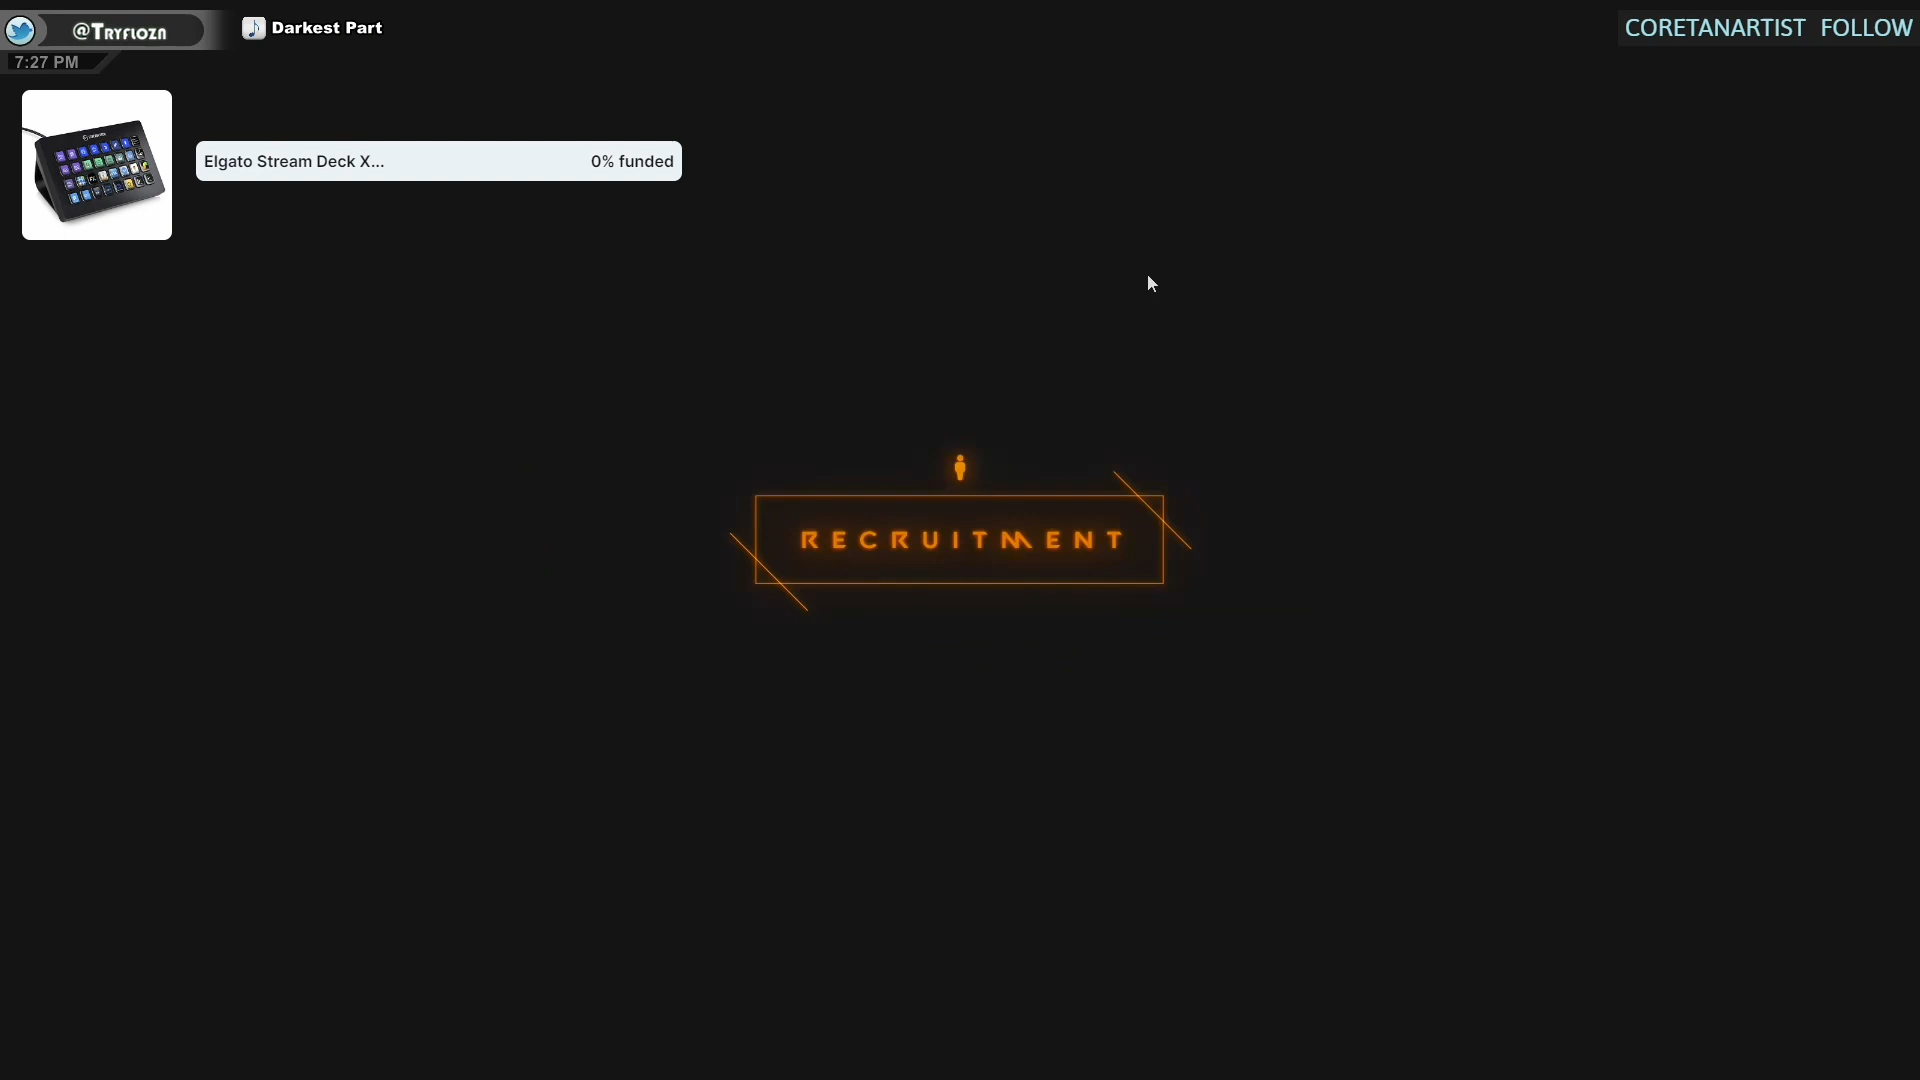 @Tryflozn
Darkest Part
CORETANARTIST FOLLOW
7:27 PM
Elgato Stream Deck X... 0% funded
RECRUITMENT